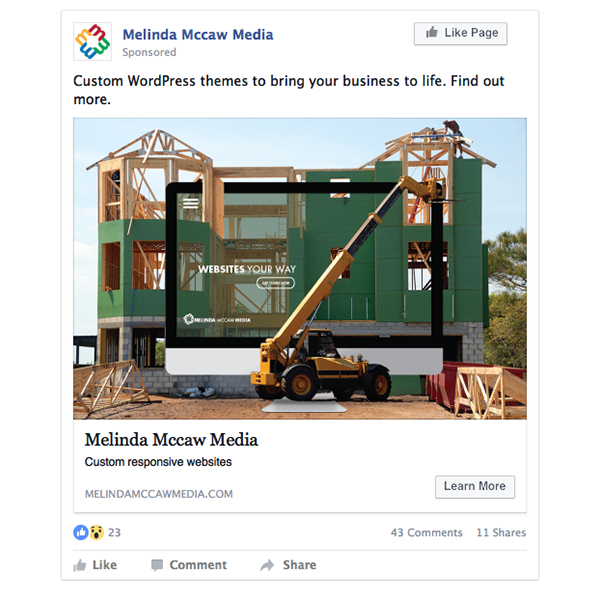 Melinda Mccaw Media
Like Page
Sponsored
Custom WordPress themes to bring your business to life. Find out
more.
WEBSITES YOUR WAY
MELINDA MCCAW MEDIA
Melinda Mccaw Media
Custom responsive websites
MELINDAMCCAWMEDIA.COM
Learn More
23
43 Comments
11 Shares
Like
Comment
Share